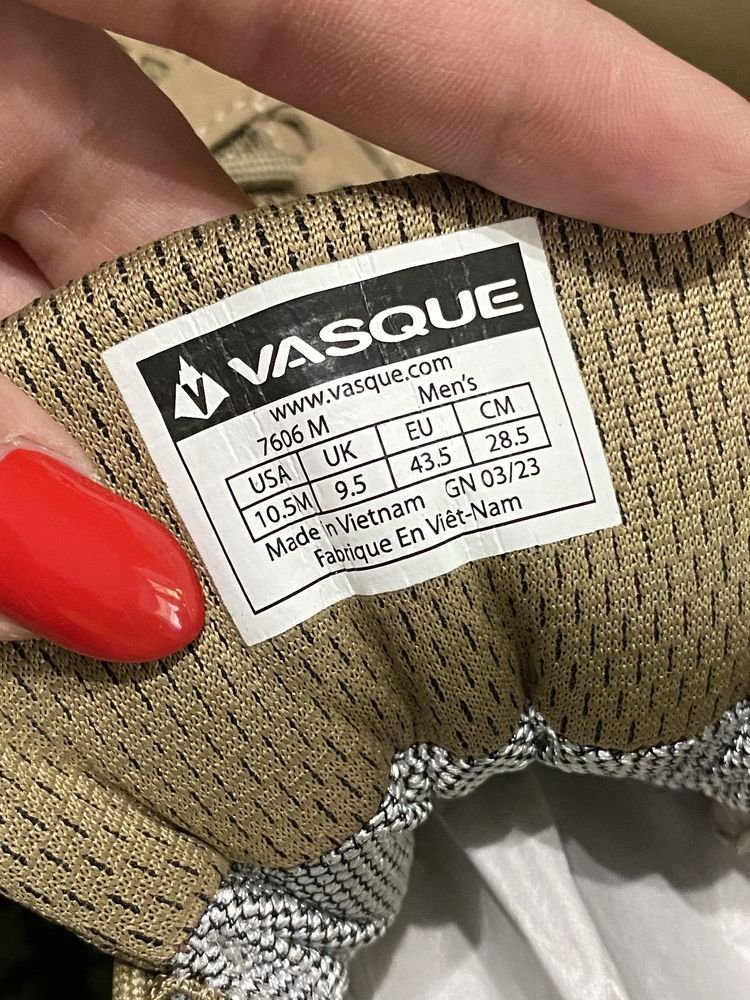 VASQUE
www.vasque.com
7606 M Men's
USA UK EU CM
10.5M 9.5 43.5 28.5
Made in Vietnam GN 03/23
Fabrique En Viêt-Nam